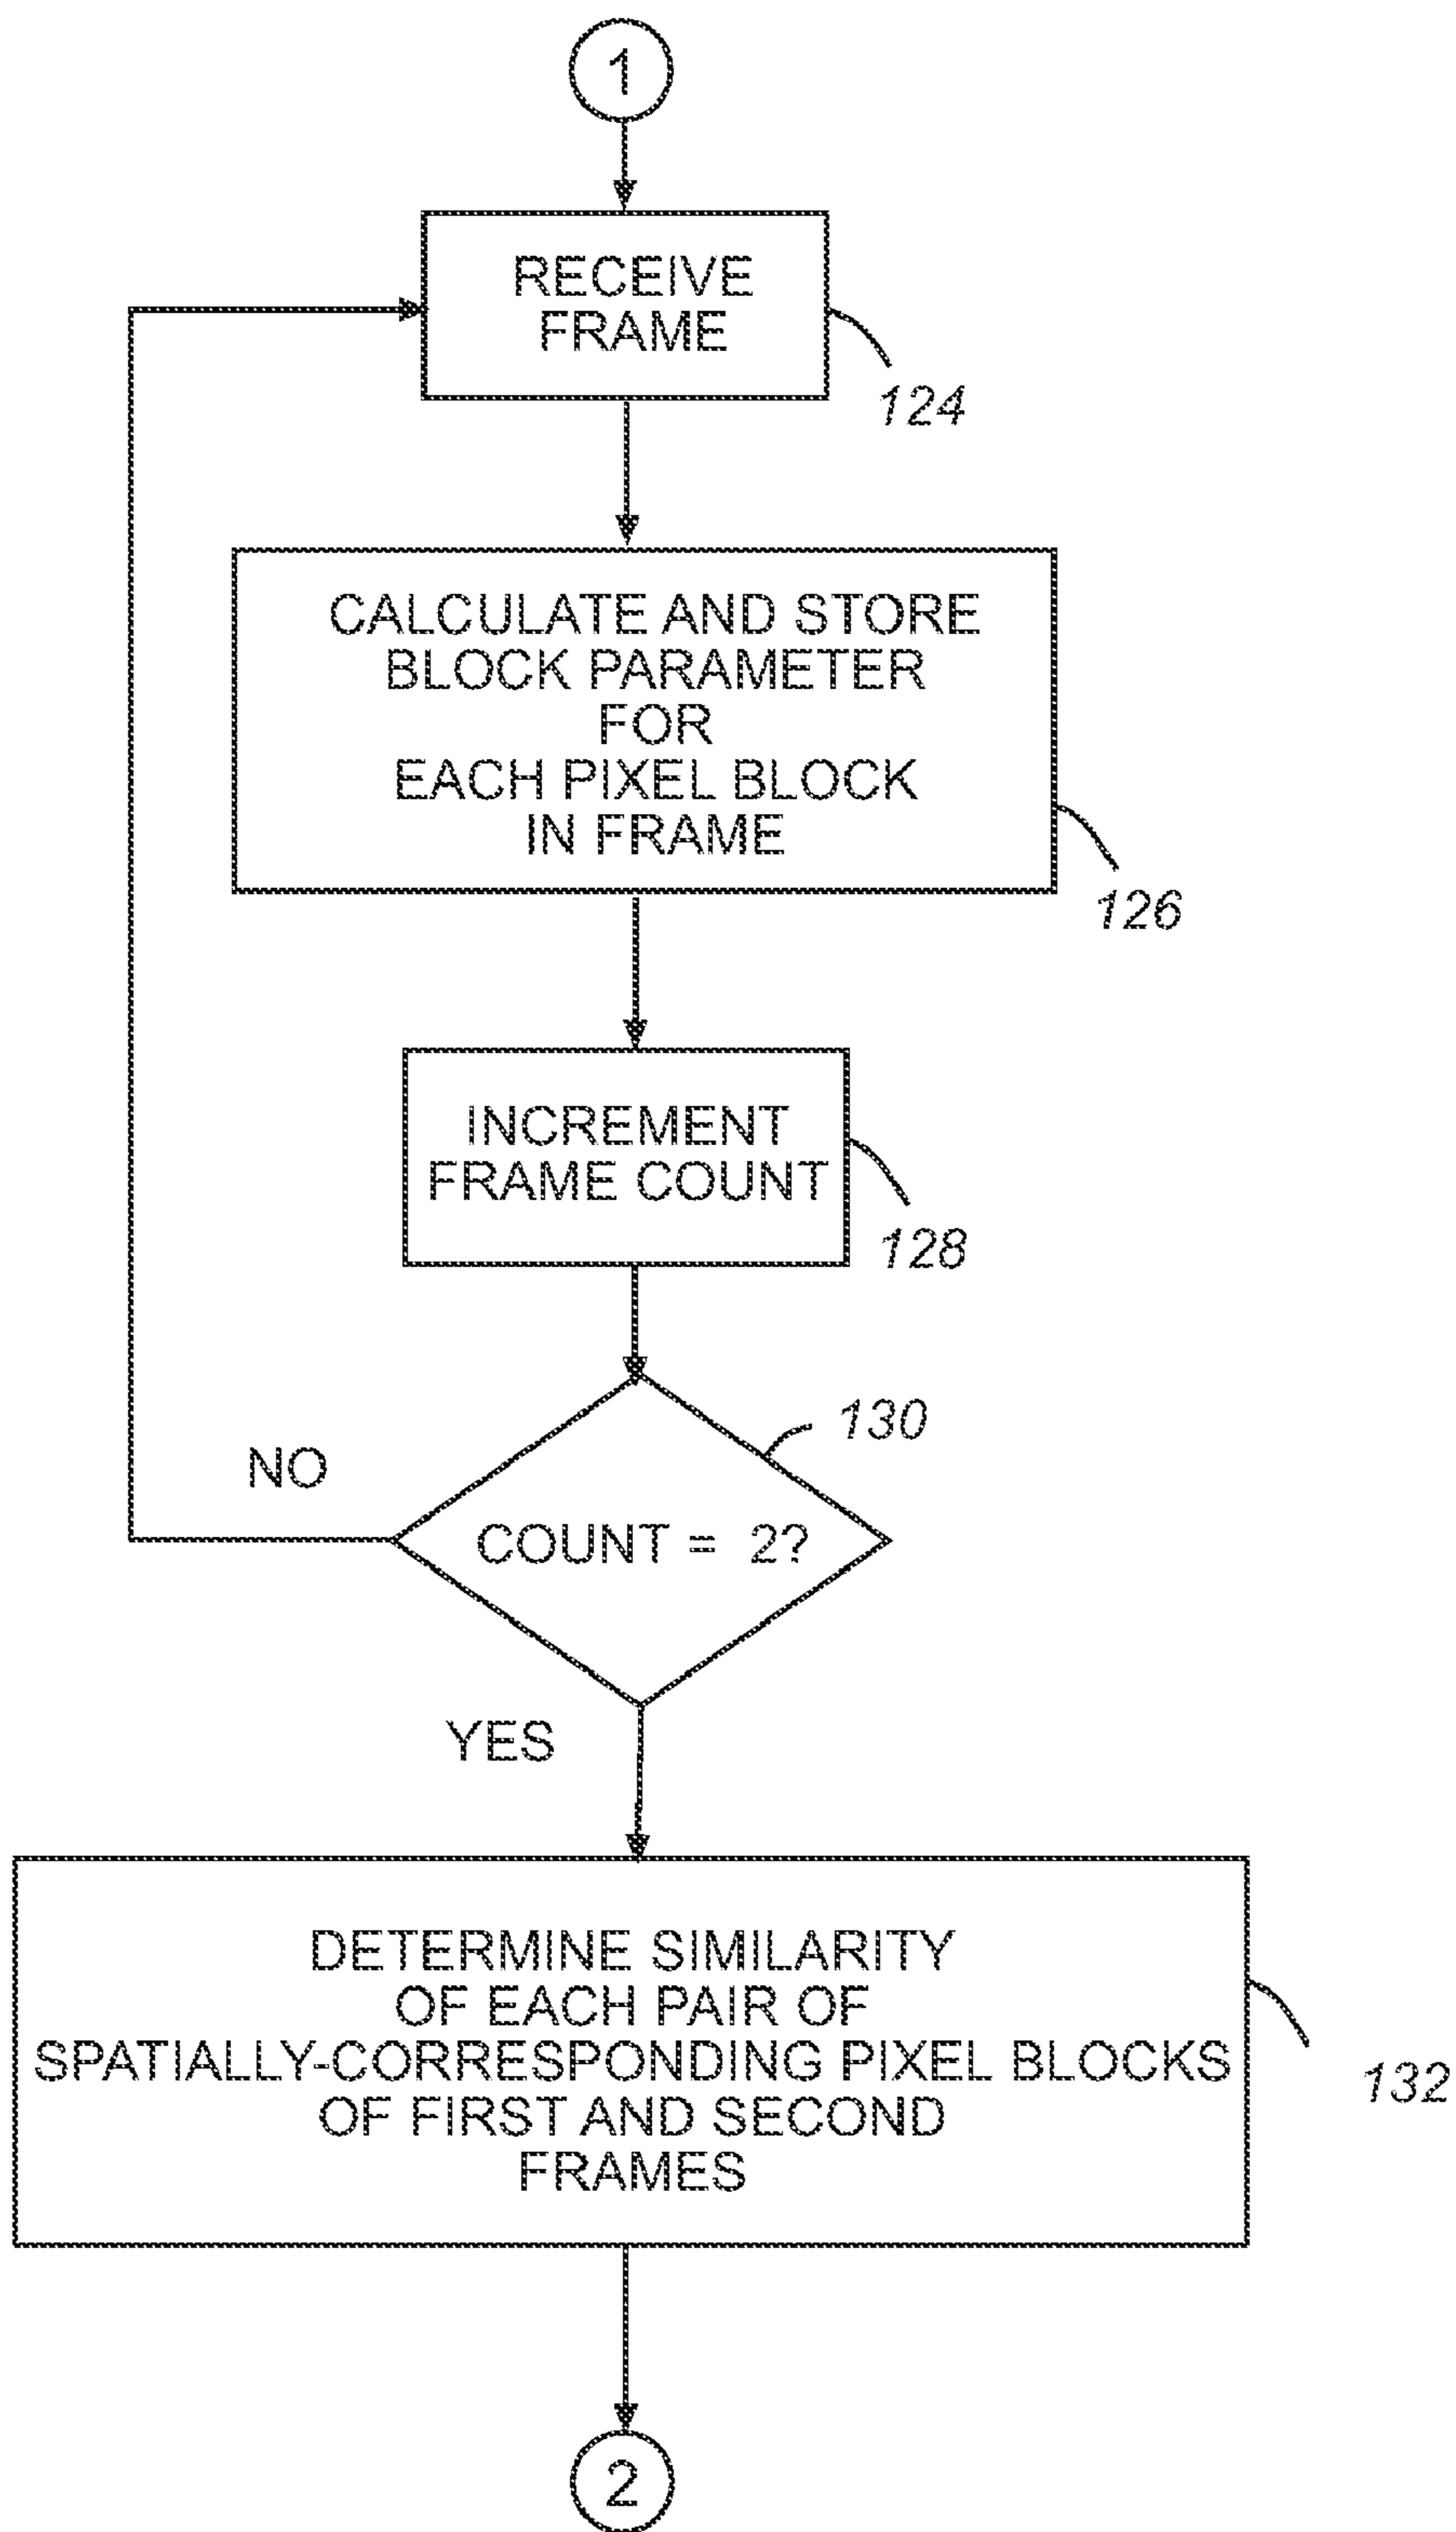 1
RECEIVE
FRAME
124
CALCULATE AND STORE
BLOCK PARAMETER
FOR
EACH PIXEL BLOCK
IN FRAME
126
INCREMENT
FRAME COUNT
128
130
NO
COUNT = 2?
YES
DETERMINE SIMILARITY
OF EACH PAIR OF
SPATIALLY-CORRESPONDING PIXEL BLOCKS
OF FIRST AND SECOND
FRAMES
132
2